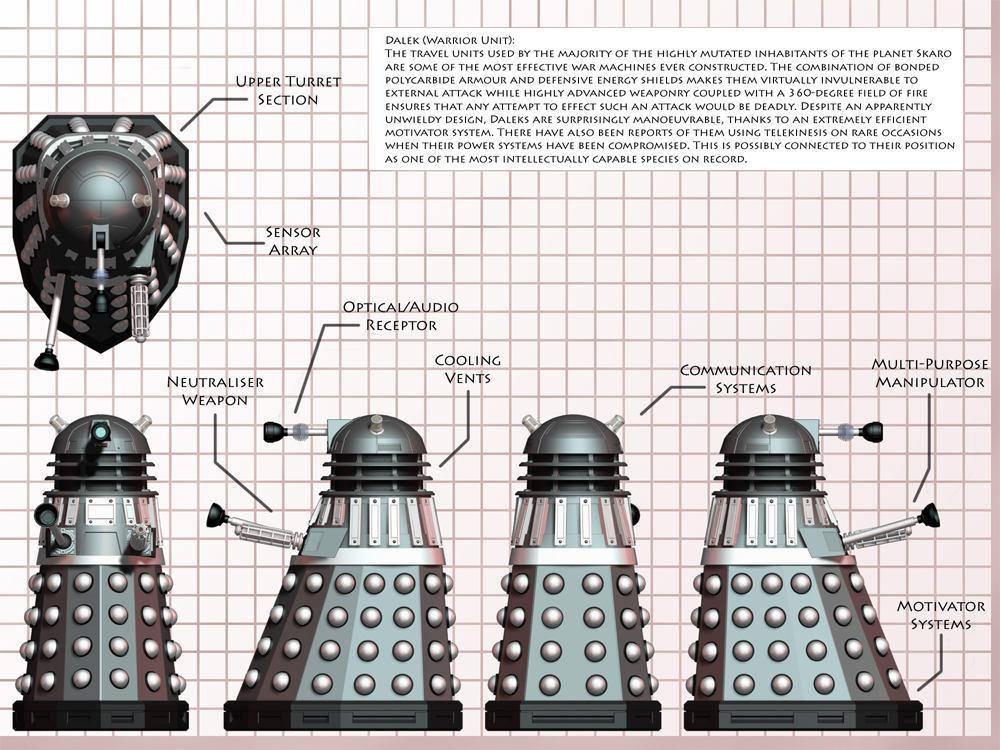 Dalek (Warrior Unit):
The travel units used by the majority of the highly mutated inhabitants of the planet Skaro
are some of the most effective war machines ever constructed. The combination of bonded
polycarbide armour and defensive energy shields makes them virtually invulnerable to
external attack while highly advanced weaponry coupled with a 360-degree field of fire
ensures that any attempt to effect such an attack would be deadly. Despite an apparently
unwieldy design, Daleks are surprisingly manoeuvrable, thanks to an extremely efficient
motivator system. There have also been reports of them using telekinesis on rare occasions
when their power systems have been compromised. This is possibly connected to their position
as one of the most intellectually capable species on record.
Upper Turret
Section
Sensor
Array
Optical/Audio
Receptor
Cooling
Vents
Neutraliser
Weapon
Communication
Systems
Multi-Purpose
Manipulator
Motivator
Systems